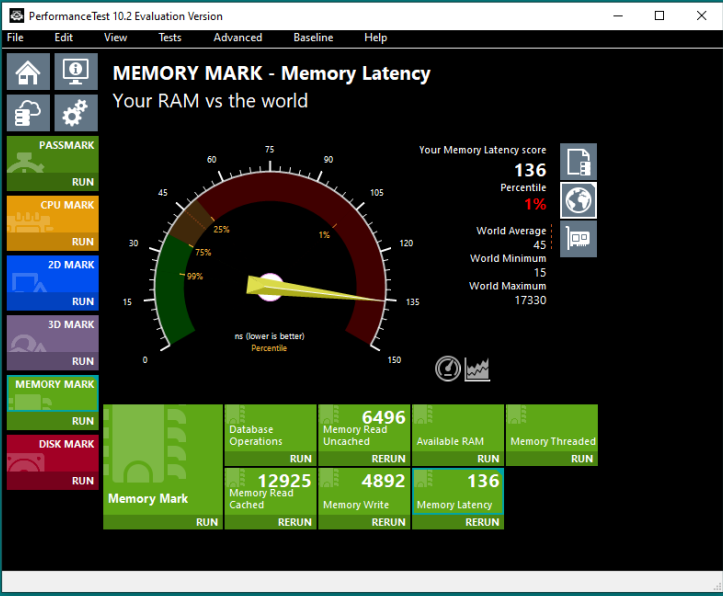 PerformanceTest 10.2 Evaluation Version
File Edit View Tests Advanced Baseline Help
MEMORY MARK - Memory Latency
Your RAM vs the world
PASSMARK
RUN
CPU MARK
RUN
2D MARK
RUN
3D MARK
RUN
MEMORY MARK
RUN
DISK MARK
RUN
0
15
30
45
60
75
90
105
120
135
150
99%
75%
25%
1%
ns (lower is better)
Percentile
Your Memory Latency score
136
Percentile
1%
World Average
45
World Minimum
15
World Maximum
17330
Memory Mark
RUN
Database
Operations
RUN
6496
Memory Read
Uncached
RERUN
Available RAM
RUN
Memory Threaded
RUN
12925
Memory Read
Cached
RERUN
4892
Memory Write
RERUN
136
Memory Latency
RERUN